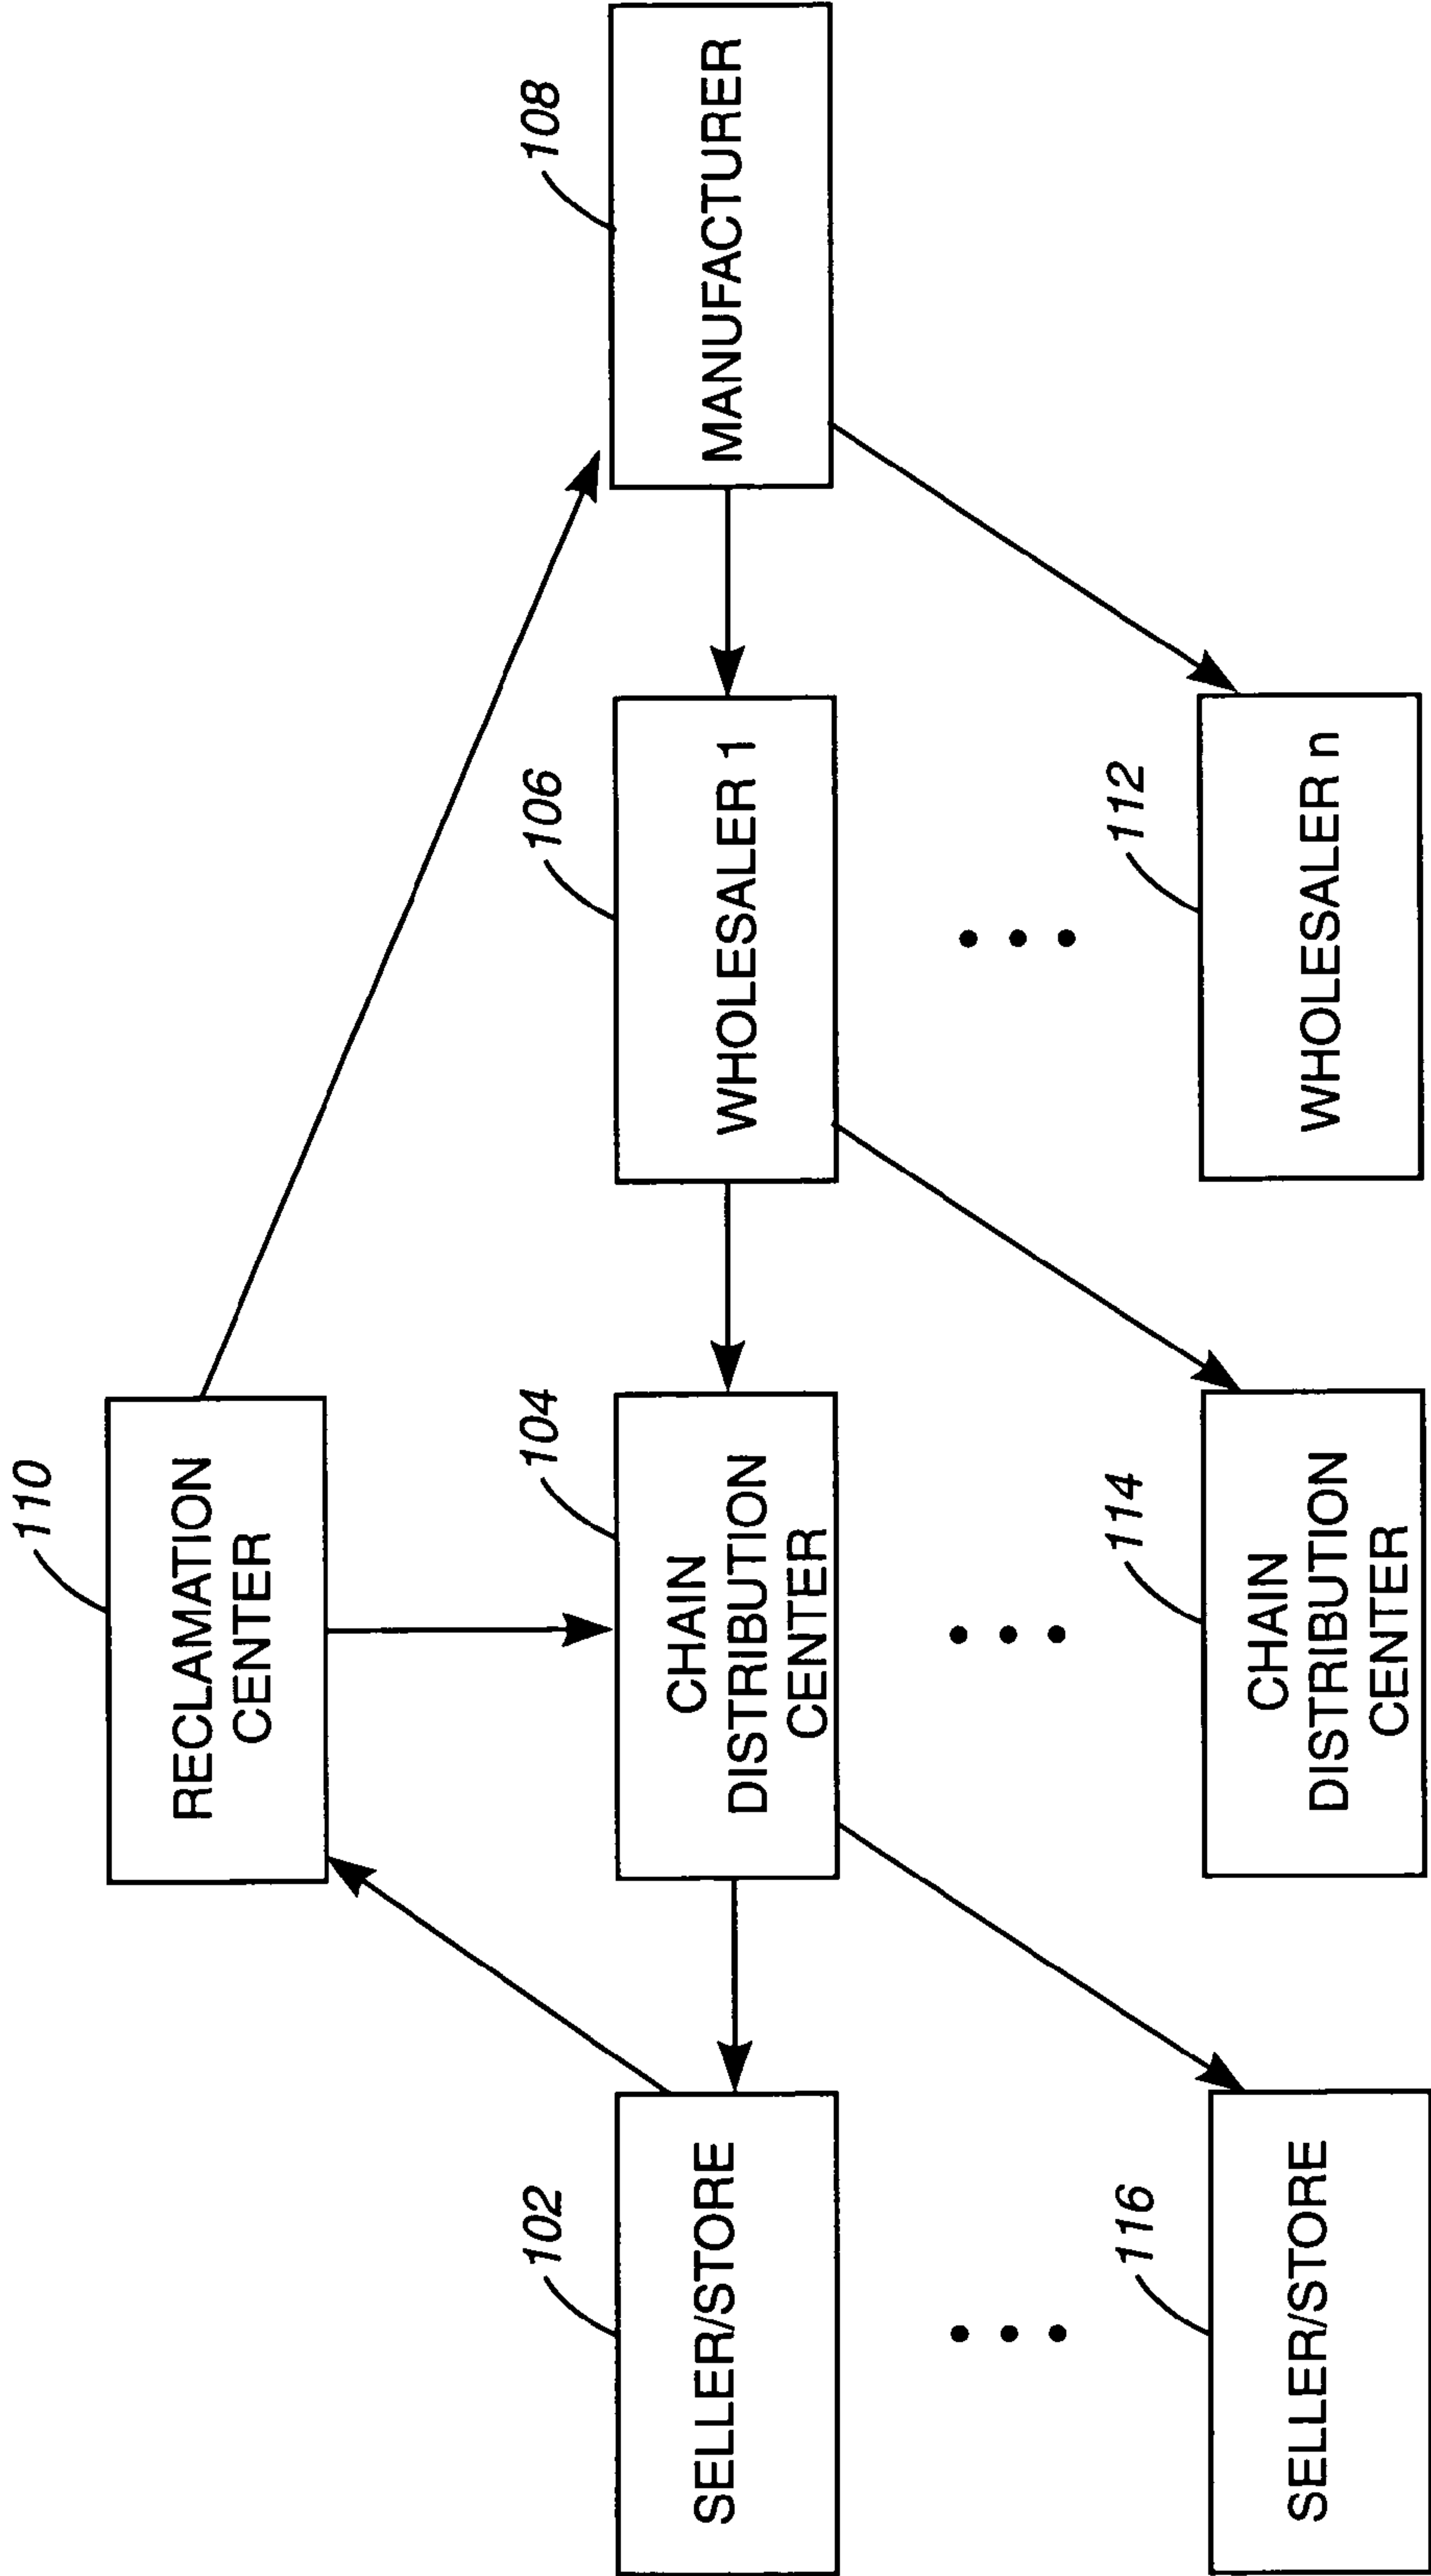 110
RECLAMATION
CENTER
102
SELLER/STORE
104
CHAIN
DISTRIBUTION
CENTER
106
WHOLESALER 1
108
MANUFACTURER
116
SELLER/STORE
114
CHAIN
DISTRIBUTION
CENTER
112
WHOLESALER n